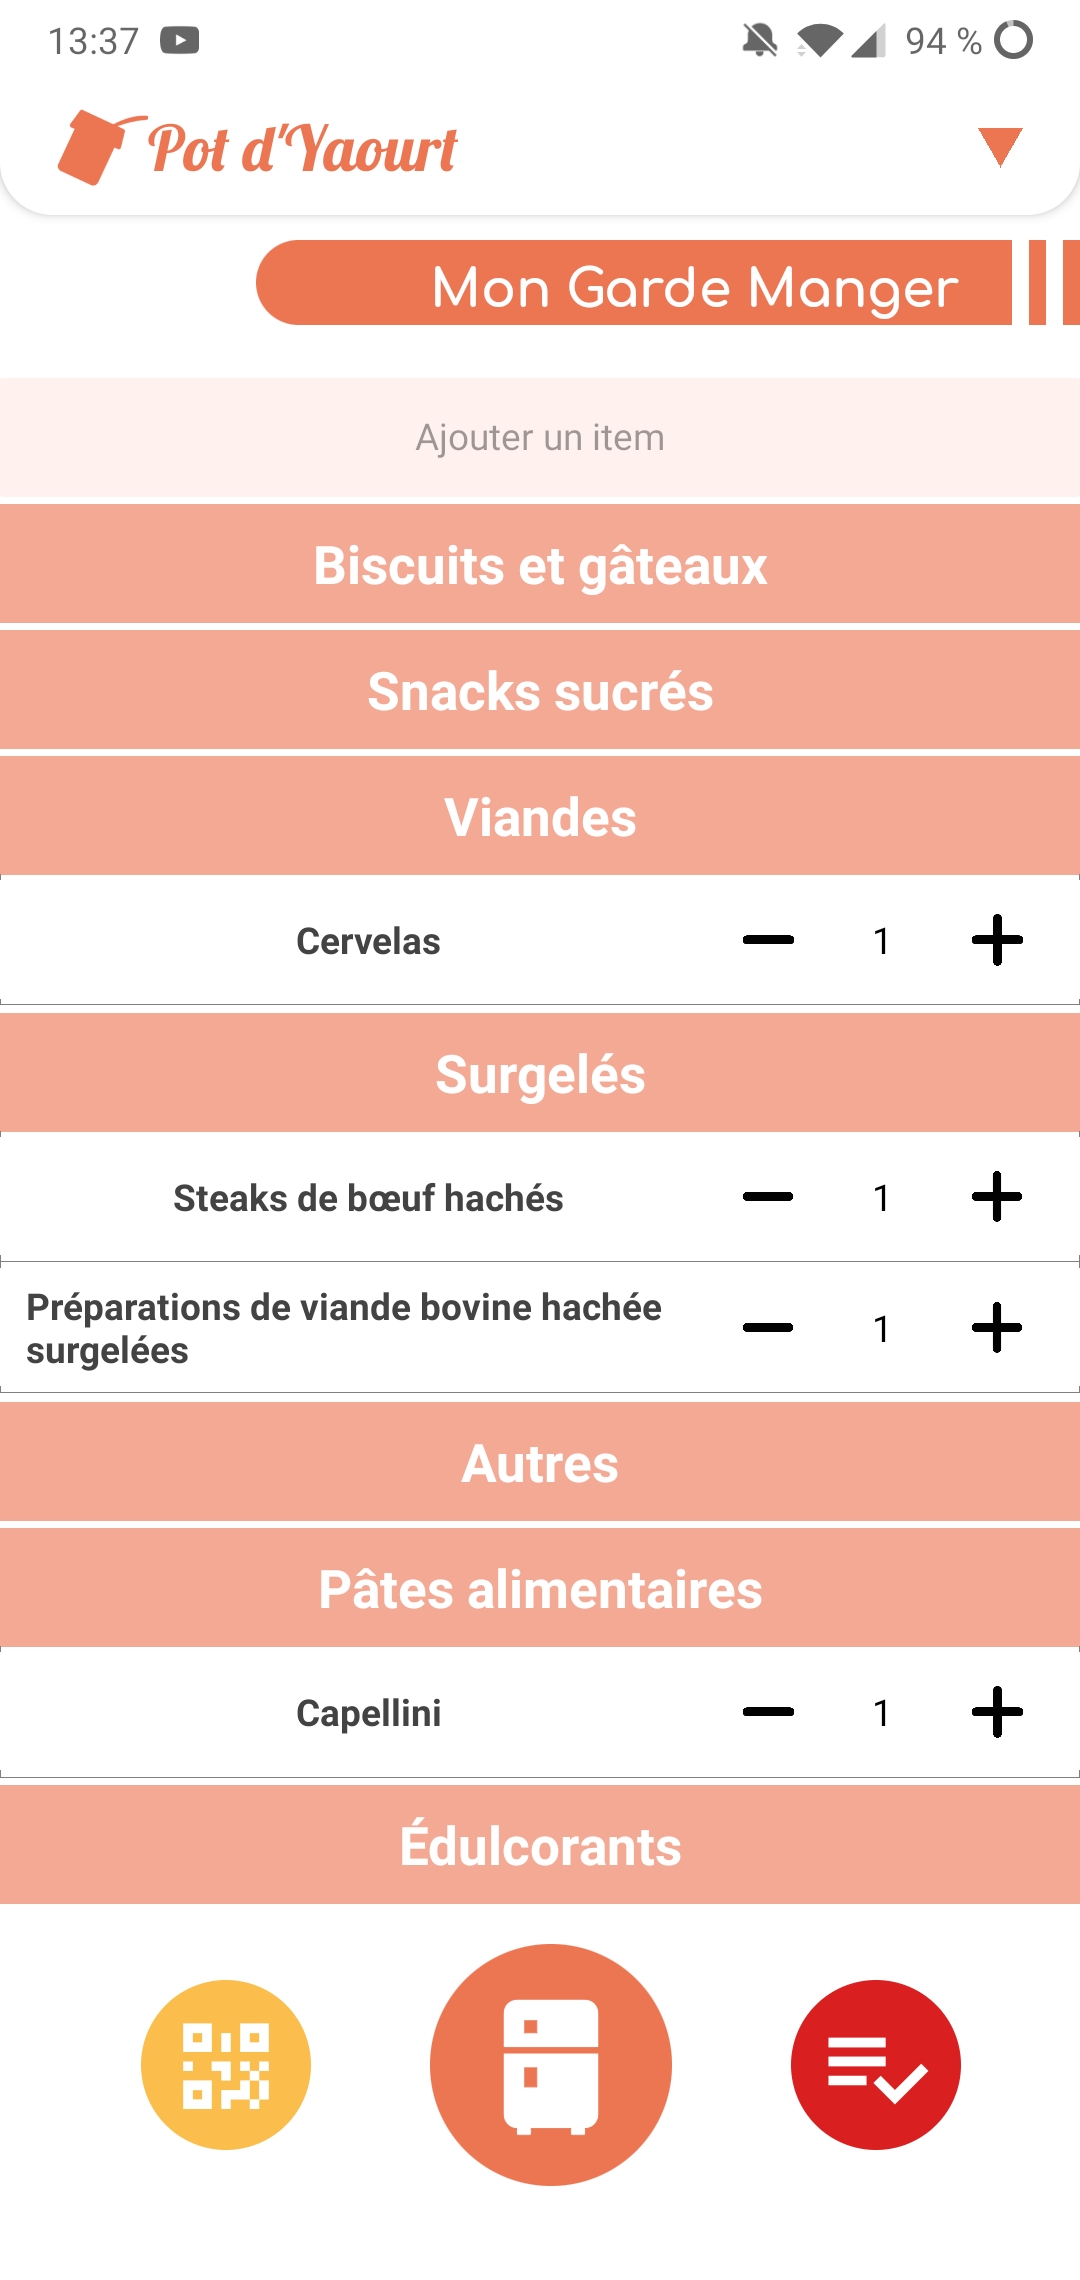 13:37
94 %
Pot d'Yaourt
Mon Garde Manger
Ajouter un item
Biscuits et gâteaux
Snacks sucrés
Viandes
Cervelas 1
Surgelés
Steaks de bœuf hachés 1
Préparations de viande bovine hachée
surgelées 1
Autres
Pâtes alimentaires
Capellini 1
Édulcorants